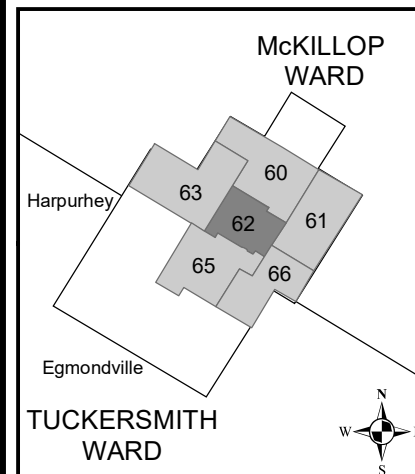 McKILLOP
WARD
60
Harpurhey
63
61
62
65
66
Egmondville
TUCKERSMITH
WARD
N
W
S